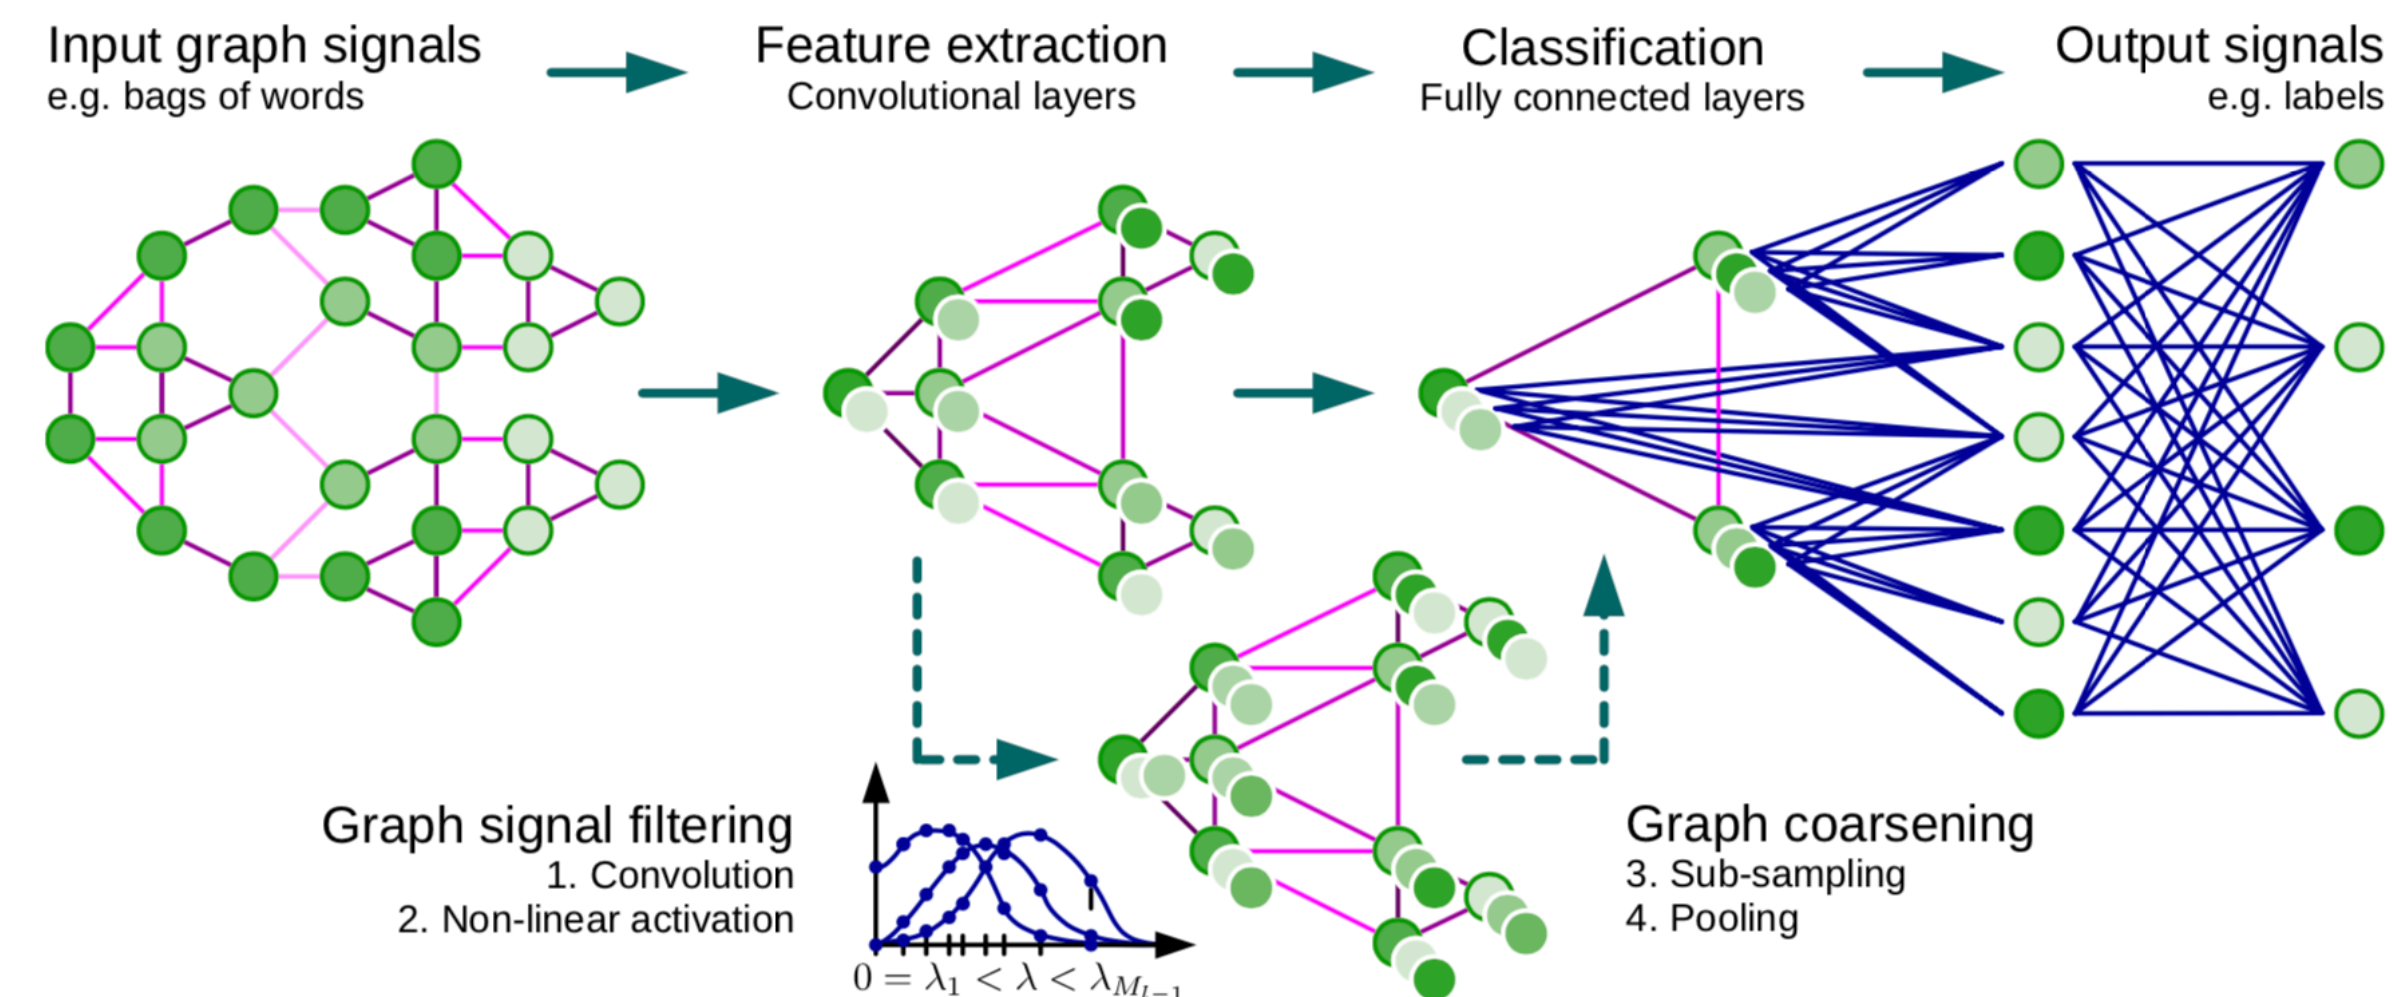 Input graph signals
e.g. bags of words
Feature extraction
Convolutional layers
Classification
Fully connected layers
Output signals
e.g. labels
Graph signal filtering
1. Convolution
2. Non-linear activation
0 = λ₁ < λ < λ
Graph coarsening
3. Sub-sampling
4. Pooling